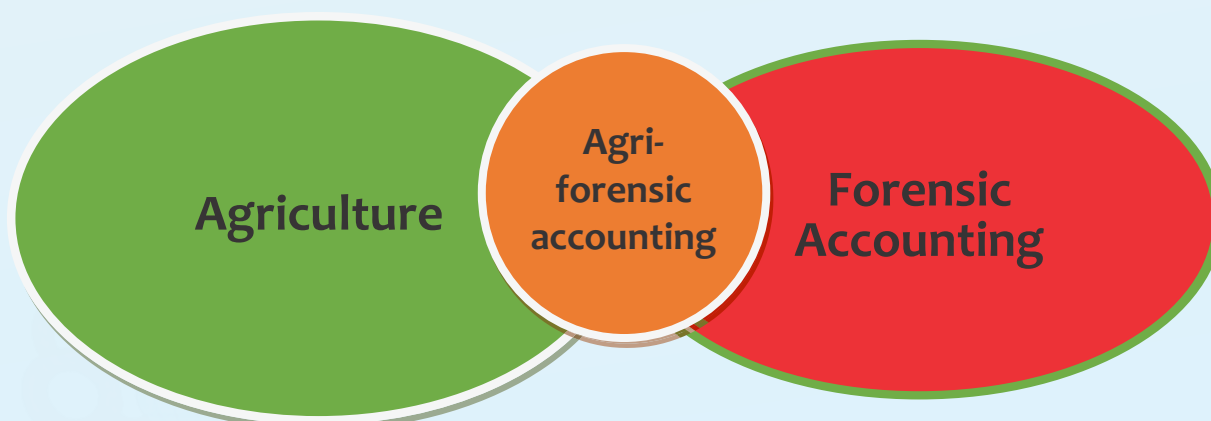 Agriculture
Agri-
forensic
accounting
Forensic
Accounting